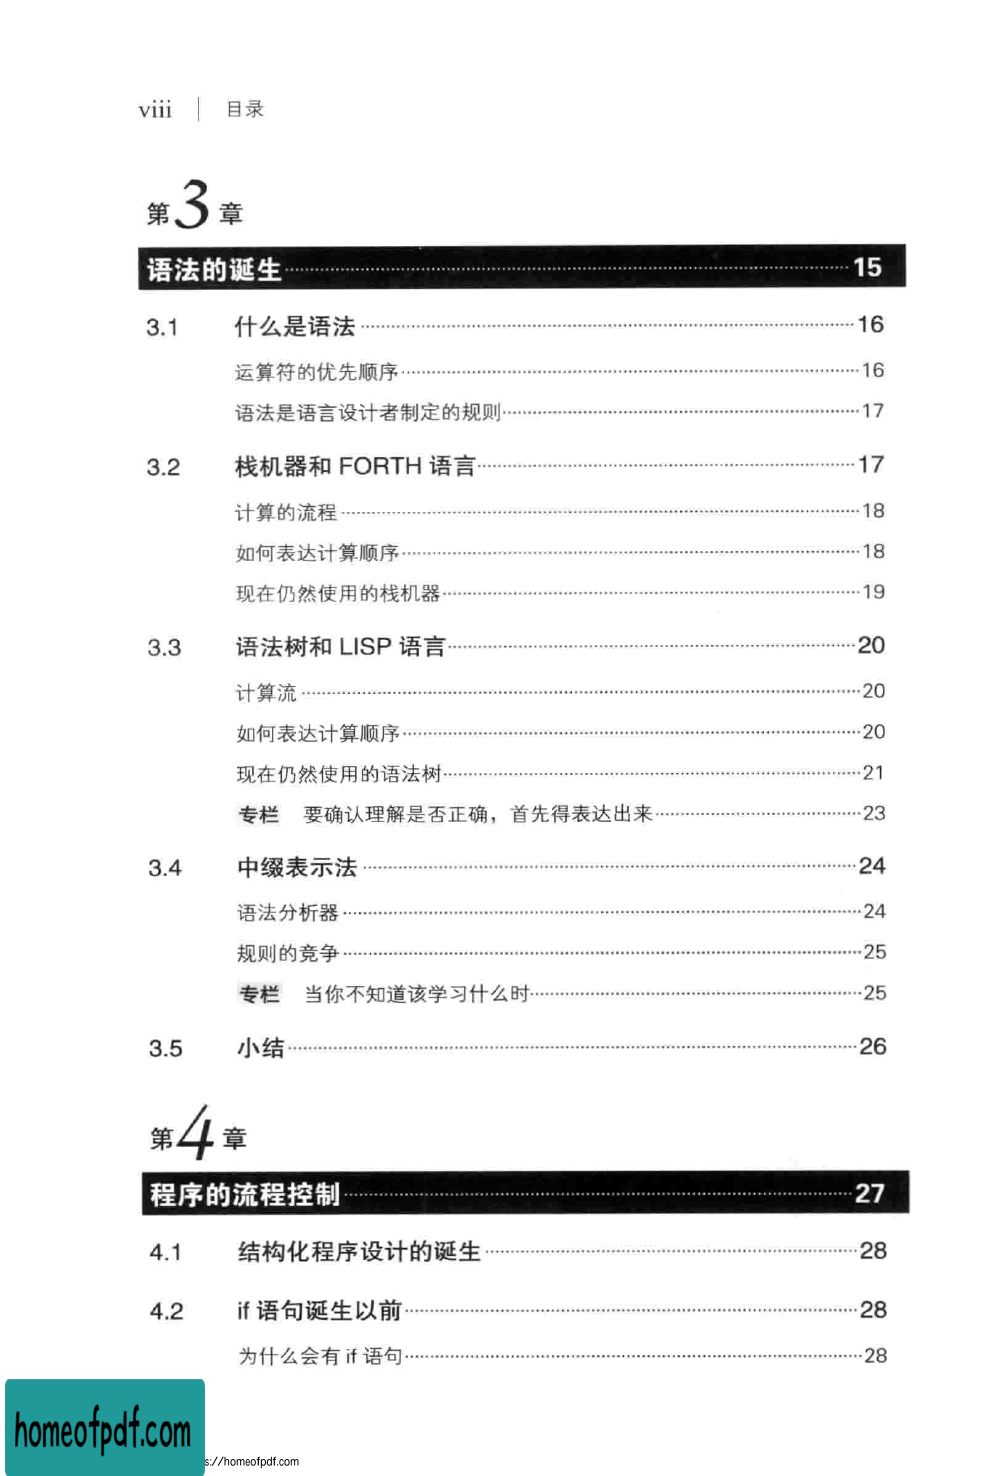 viii | 目录
第3章
语法的诞生 15
3.1 什么是语法 16
运算符的优先顺序 16
语法是语言设计者制定的规则 17
3.2 栈机器和 FORTH 语言 17
计算的流程 18
如何表达计算顺序 18
现在仍然使用的栈机器 19
3.3 语法树和 LISP 语言 20
计算流 20
如何表达计算顺序 20
现在仍然使用的语法树 21
专栏 要确认理解是否正确，首先得表达出来 23
3.4 中缀表示法 24
语法分析器 24
规则的竞争 25
专栏 当你不知道该学习什么时 25
3.5 小结 26
第4章
程序的流程控制 27
4.1 结构化程序设计的诞生 28
4.2 if 语句诞生以前 28
为什么会有 if 语句 28
homeofpdf.com
s://homeofpdf.com